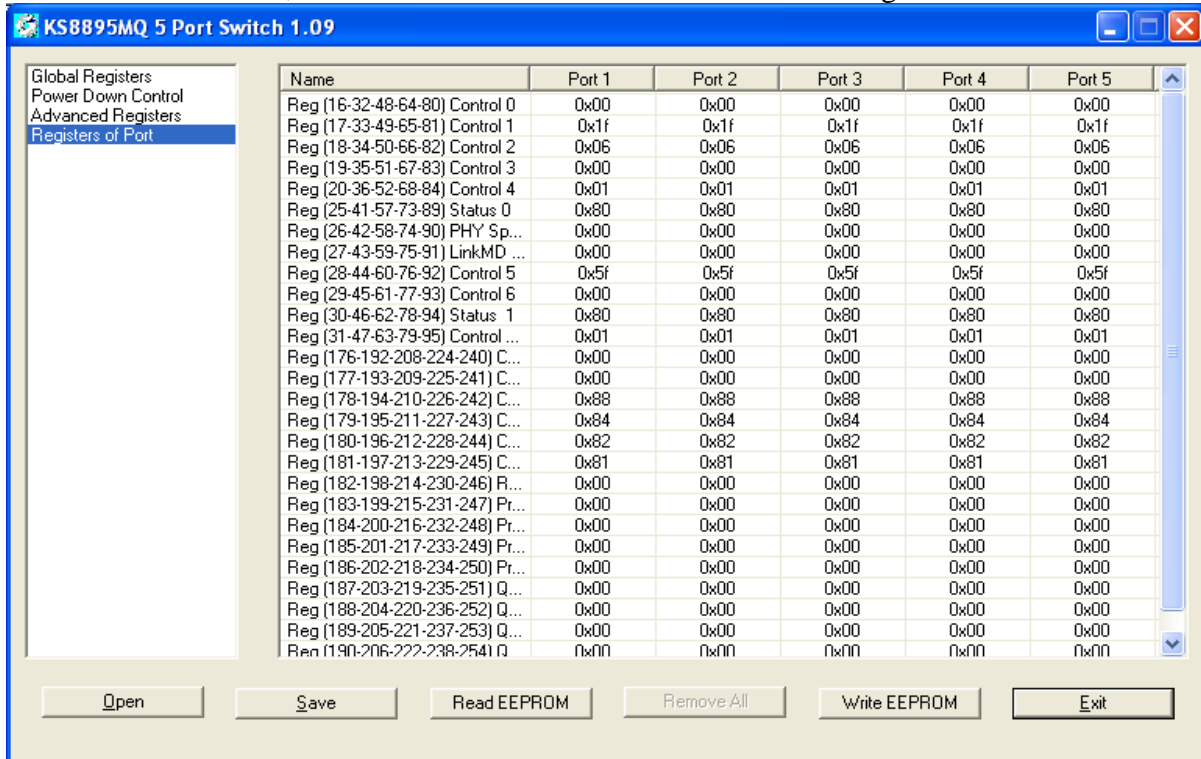 KS8895MQ 5 Port Switch 1.09
Global Registers
Power Down Control
Advanced Registers
Registers of Port
Name Port 1 Port 2 Port 3 Port 4 Port 5
Reg (16-32-48-64-80) Control 0 0x00 0x00 0x00 0x00 0x00
Reg (17-33-49-65-81) Control 1 0x1f 0x1f 0x1f 0x1f 0x1f
Reg (18-34-50-66-82) Control 2 0x06 0x06 0x06 0x06 0x06
Reg (19-35-51-67-83) Control 3 0x00 0x00 0x00 0x00 0x00
Reg (20-36-52-68-84) Control 4 0x01 0x01 0x01 0x01 0x01
Reg (25-41-57-73-89) Status 0 0x80 0x80 0x80 0x80 0x80
Reg (26-42-58-74-90) PHY Sp... 0x00 0x00 0x00 0x00 0x00
Reg (27-43-59-75-91) LinkMD ... 0x00 0x00 0x00 0x00 0x00
Reg (28-44-60-76-92) Control 5 0x5f 0x5f 0x5f 0x5f 0x5f
Reg (29-45-61-77-93) Control 6 0x00 0x00 0x00 0x00 0x00
Reg (30-46-62-78-94) Status 1 0x80 0x80 0x80 0x80 0x80
Reg (31-47-63-79-95) Control ... 0x01 0x01 0x01 0x01 0x01
Reg (176-192-208-224-240) C... 0x00 0x00 0x00 0x00 0x00
Reg (177-193-209-225-241) C... 0x00 0x00 0x00 0x00 0x00
Reg (178-194-210-226-242) C... 0x88 0x88 0x88 0x88 0x88
Reg (179-195-211-227-243) C... 0x84 0x84 0x84 0x84 0x84
Reg (180-196-212-228-244) C... 0x82 0x82 0x82 0x82 0x82
Reg (181-197-213-229-245) C... 0x81 0x81 0x81 0x81 0x81
Reg (182-198-214-230-246) R... 0x00 0x00 0x00 0x00 0x00
Reg (183-199-215-231-247) Pr... 0x00 0x00 0x00 0x00 0x00
Reg (184-200-216-232-248) Pr... 0x00 0x00 0x00 0x00 0x00
Reg (185-201-217-233-249) Pr... 0x00 0x00 0x00 0x00 0x00
Reg (186-202-218-234-250) Pr... 0x00 0x00 0x00 0x00 0x00
Reg (187-203-219-235-251) Q... 0x00 0x00 0x00 0x00 0x00
Reg (188-204-220-236-252) Q... 0x00 0x00 0x00 0x00 0x00
Reg (189-205-221-237-253) Q... 0x00 0x00 0x00 0x00 0x00
Reg (190-206-222-238-254) Q 0x00 0x00 0x00 0x00 0x00
Open Save Read EEPROM Remove All Write EEPROM Exit